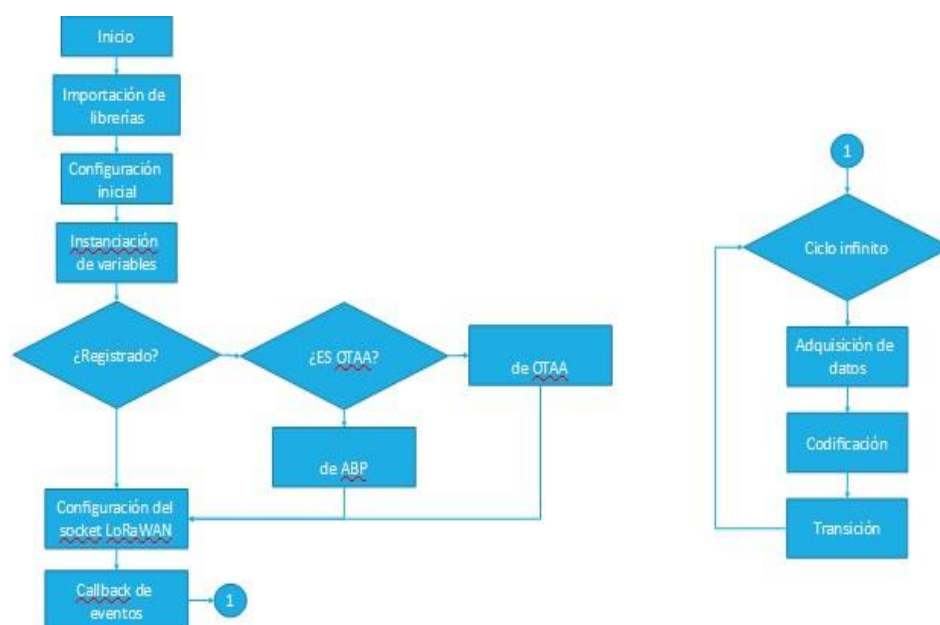 Inicio
Importación de
librerías
Configuración
inicial
Instanciación
de variables
¿Registrado?
¿ES OTAA?
de OTAA
de ABP
Configuración del
socket LoRaWAN
Callback de
eventos
1
1
Ciclo infinito
Adquisición de
datos
Codificación
Transición